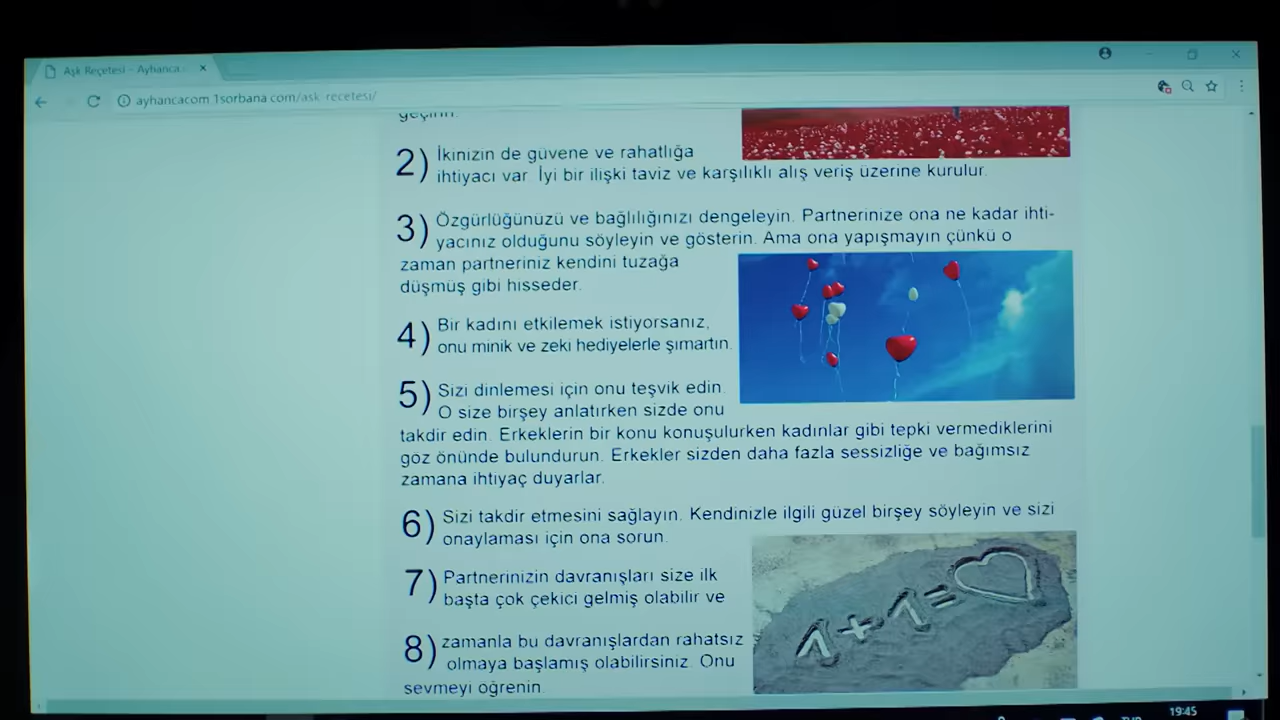 Aşk Reçetesi - Ayhanca...
ayhancacom.1sorbana.com/ask-recetesi/
geçirin.
2) İkinizin de güvene ve rahatlığa
ihtiyacı var. İyi bir ilişki taviz ve karşılıklı alış veriş üzerine kurulur.
3) Özgürlüğünüzü ve bağlılığınızı dengeleyin. Partnerinize ona ne kadar ihti-
yacınız olduğunu söyleyin ve gösterin. Ama ona yapışmayın çünkü o
zaman partneriniz kendini tuzağa
düşmüş gibi hisseder.
4) Bir kadını etkilemek istiyorsanız,
onu minik ve zeki hediyelerle şımartın.
5) Sizi dinlemesi için onu teşvik edin.
O size birşey anlatırken sizde onu
takdir edin. Erkeklerin bir konu konuşulurken kadınlar gibi tepki vermediklerini
göz önünde bulundurun. Erkekler sizden daha fazla sessizliğe ve bağımsız
zamana ihtiyaç duyarlar.
6) Sizi takdir etmesini sağlayın. Kendinizle ilgili güzel birşey söyleyin ve sizi
onaylaması için ona sorun.
7) Partnerinizin davranışları size ilk
başta çok çekici gelmiş olabilir ve
1+1=
8) zamanla bu davranışlardan rahatsız
olmaya başlamış olabilirsiniz. Onu
sevmeyi öğrenin.
19:45